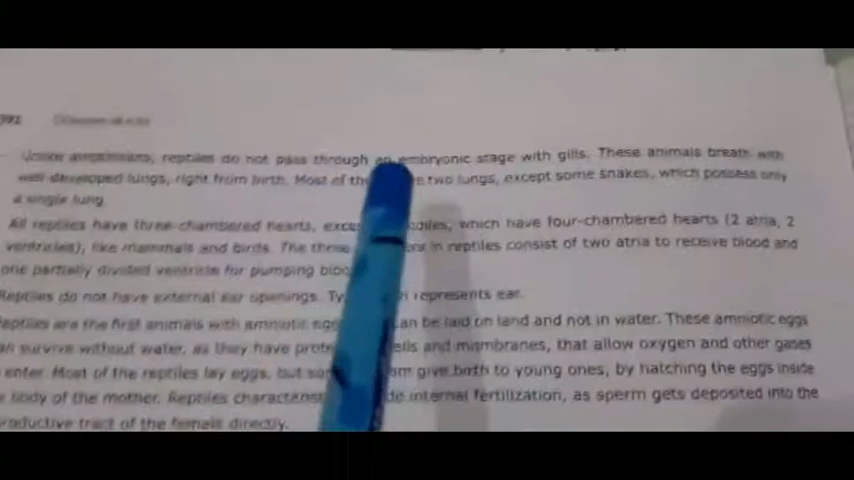 392
Unlike amphibians, reptiles do not pass through an embryonic stage with gills. These animals breath with
well-developed lungs, right from birth. Most of two lungs, except some snakes, which possess only
a single lung.
All reptiles have three-chambered hearts, which have four-chambered hearts (2 atria, 2
ventricles), like mammals and birds. The three in reptiles consist of two atria to receive blood and
one partially divided ventricle for pumping
Reptiles do not have external ear openings. represents ear.
Reptiles are the first animals with amniotic can be laid on land and not in water. These amniotic eggs
can survive without water, as they have and membranes, that allow oxygen and other gases
enter. Most of the reptiles lay eggs, but give birth to young ones, by hatching the eggs inside
body of the mother. Reptiles internal fertilization, as sperm gets deposited into the
tract of the female directly.